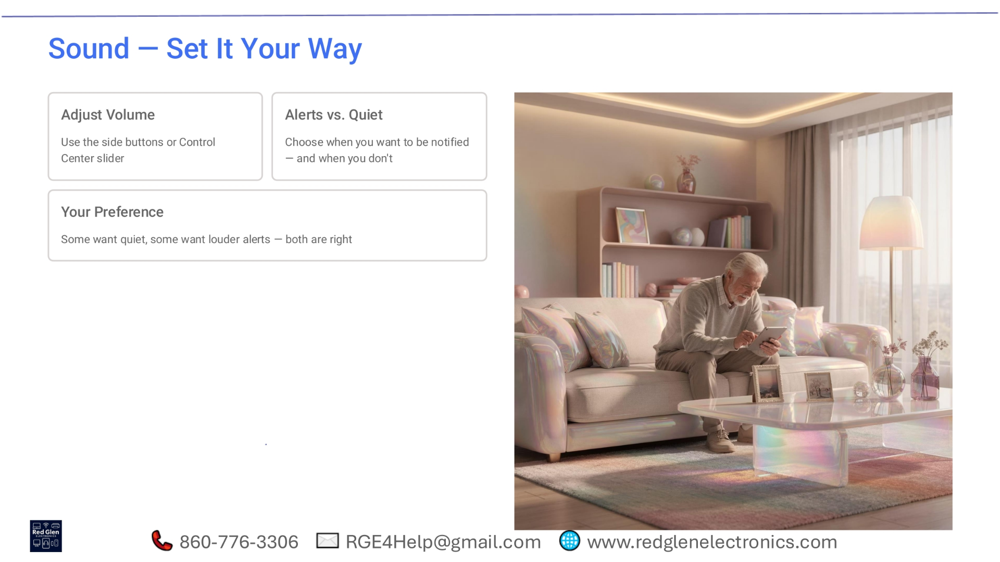 Sound — Set It Your Way
Adjust Volume
Use the side buttons or Control
Center slider
Alerts vs. Quiet
Choose when you want to be notified
— and when you don't
Your Preference
Some want quiet, some want louder alerts — both are right
.
Red Glen
ELECTRONICS
860-776-3306
RGE4Help@gmail.com
www.redglenelectronics.com